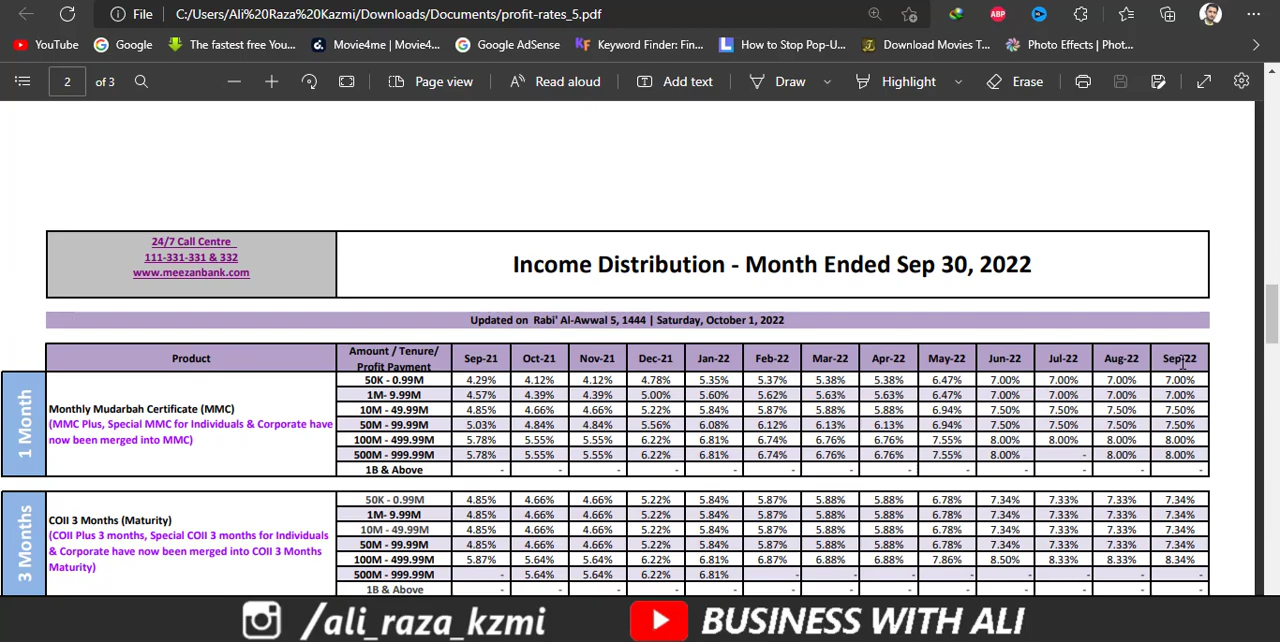 File C:/Users/Ali%20Raza%20Kazmi/Downloads/Documents/profit-rates_5.pdf
ABP
YouTube Google The fastest free You... Movie4me | Movie4... Google AdSense KF Keyword Finder: Fin... L How to Stop Pop-U... Download Movies T... Photo Effects | Phot...
2 of 3 Page view Read aloud Add text Draw Highlight Erase
24/7 Call Centre
111-331-331 & 332
www.meezanbank.com
Income Distribution - Month Ended Sep 30, 2022
Updated on Rabi' Al-Awwal 5, 1444 | Saturday, October 1, 2022
Product Amount / Tenure/ Profit Payment Sep-21 Oct-21 Nov-21 Dec-21 Jan-22 Feb-22 Mar-22 Apr-22 May-22 Jun-22 Jul-22 Aug-22 Sep-22
1 Month
Monthly Mudarbah Certificate (MMC)
(MMC Plus, Special MMC for Individuals & Corporate have
now been merged into MMC)
50K - 0.99M 4.29% 4.12% 4.12% 4.78% 5.35% 5.37% 5.38% 5.38% 6.47% 7.00% 7.00% 7.00% 7.00%
1M- 9.99M 4.57% 4.39% 4.39% 5.00% 5.60% 5.62% 5.63% 5.63% 6.47% 7.00% 7.00% 7.00% 7.00%
10M - 49.99M 4.85% 4.66% 4.66% 5.22% 5.84% 5.87% 5.88% 5.88% 6.94% 7.50% 7.50% 7.50% 7.50%
50M - 99.99M 5.03% 4.84% 4.84% 5.56% 6.08% 6.12% 6.13% 6.13% 6.94% 7.50% 7.50% 7.50% 7.50%
100M - 499.99M 5.78% 5.55% 5.55% 6.22% 6.81% 6.74% 6.76% 6.76% 7.55% 8.00% 8.00% 8.00% 8.00%
500M - 999.99M 5.78% 5.55% 5.55% 6.22% 6.81% 6.74% 6.76% 6.76% 7.55% 8.00% - 8.00% 8.00%
1B & Above - - - - - - - - - - - - -
3 Months
COII 3 Months (Maturity)
(COII Plus 3 months, Special COII 3 months for Individuals
& Corporate have now been merged into COII 3 Months
Maturity)
50K - 0.99M 4.85% 4.66% 4.66% 5.22% 5.84% 5.87% 5.88% 5.88% 6.78% 7.34% 7.33% 7.33% 7.34%
1M- 9.99M 4.85% 4.66% 4.66% 5.22% 5.84% 5.87% 5.88% 5.88% 6.78% 7.34% 7.33% 7.33% 7.34%
10M - 49.99M 4.85% 4.66% 4.66% 5.22% 5.84% 5.87% 5.88% 5.88% 6.78% 7.34% 7.33% 7.33% 7.34%
50M - 99.99M 4.85% 4.66% 4.66% 5.22% 5.84% 5.87% 5.88% 5.88% 6.78% 7.34% 7.33% 7.33% 7.34%
100M - 499.99M 5.87% 5.64% 5.64% 6.22% 6.81% 6.87% 6.88% 6.88% 7.86% 8.50% 8.33% 8.33% 8.34%
500M - 999.99M - 5.64% 5.64% 6.22% 6.81% - - - - - - - -
1B & Above - - - - - - - - - - - - -
/ali_raza_kzmi BUSINESS WITH ALI